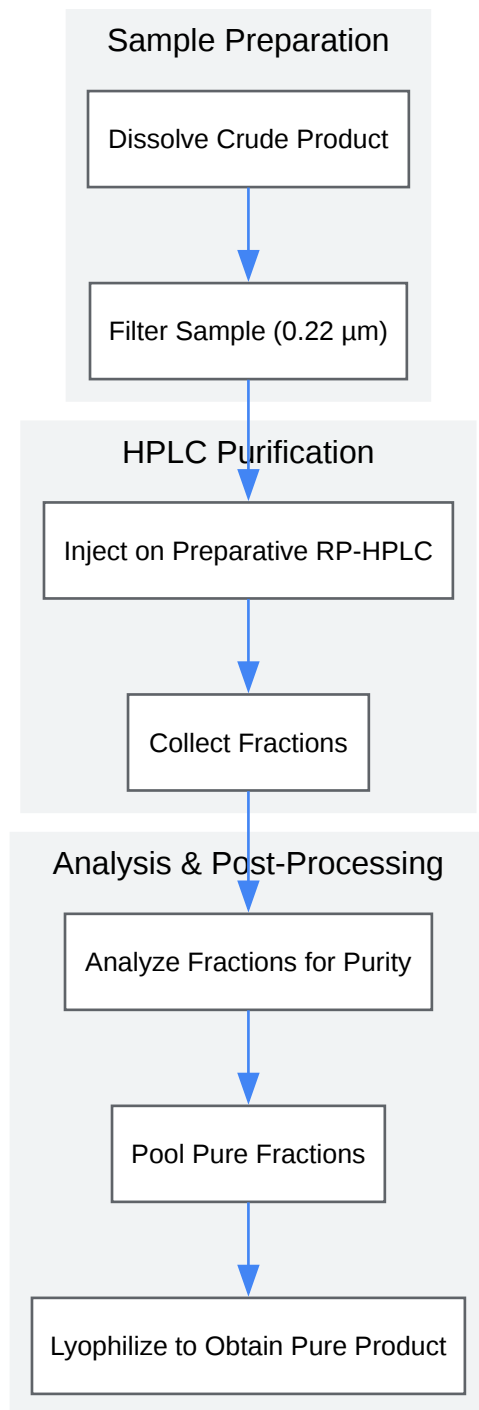 Sample Preparation
Dissolve Crude Product
Filter Sample (0.22 µm)
HPLC Purification
Inject on Preparative RP-HPLC
Collect Fractions
Analysis & Post-Processing
Analyze Fractions for Purity
Pool Pure Fractions
Lyophilize to Obtain Pure Product